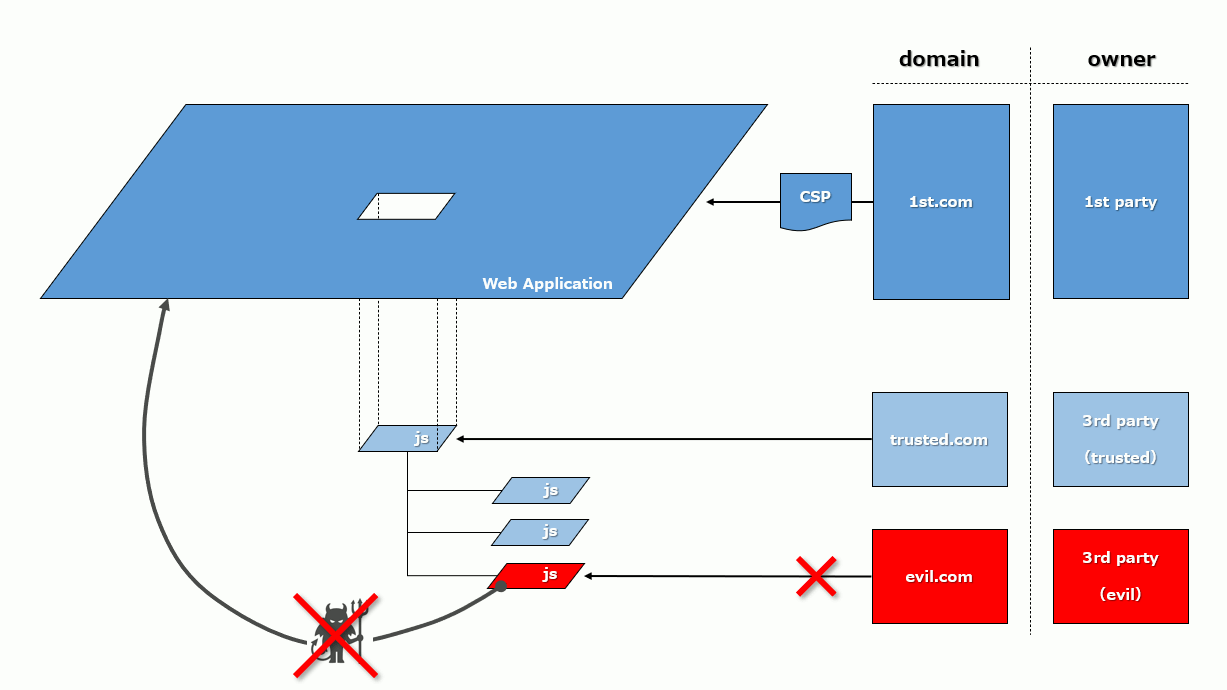 domain
owner
CSP
1st.com
1st party
Web Application
js
trusted.com
3rd party
（trusted）
js
js
js
evil.com
3rd party
（evil）